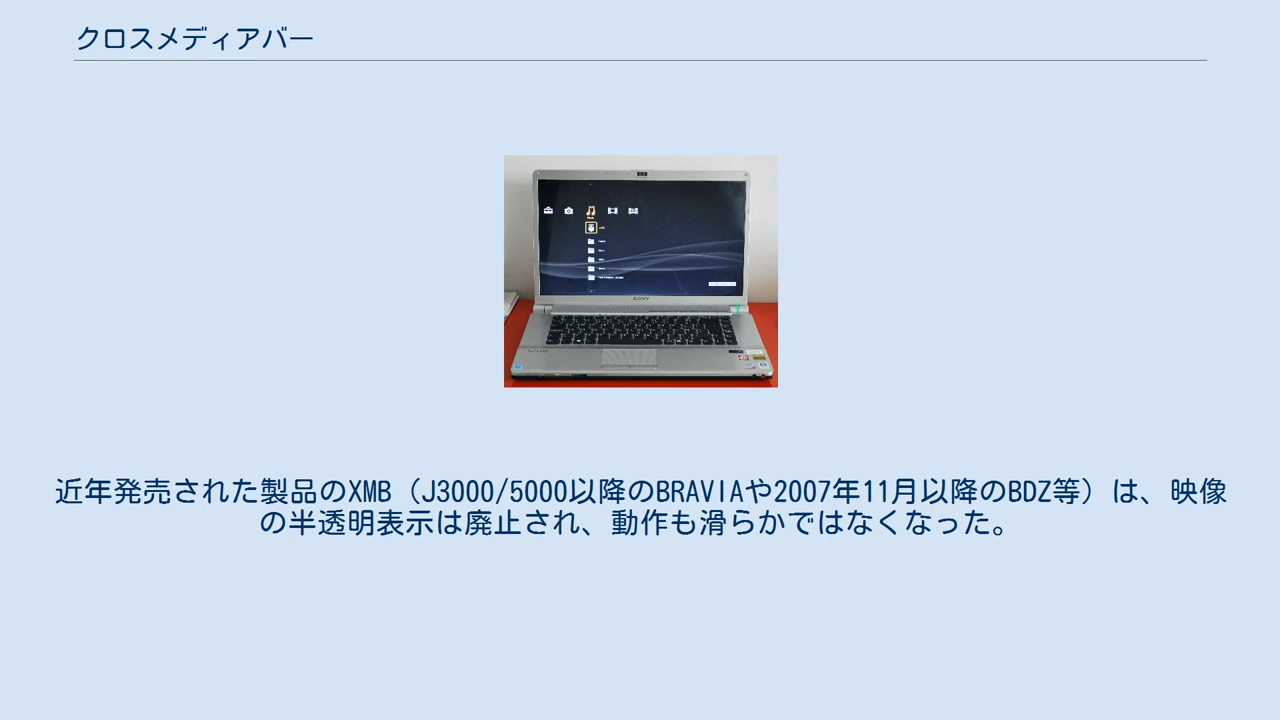 クロスメディアバー
SONY
VAIO
近年発売された製品のXMB（J3000/5000以降のBRAVIAや2007年11月以降のBDZ等）は、映像
の半透明表示は廃止され、動作も滑らかではなくなった。